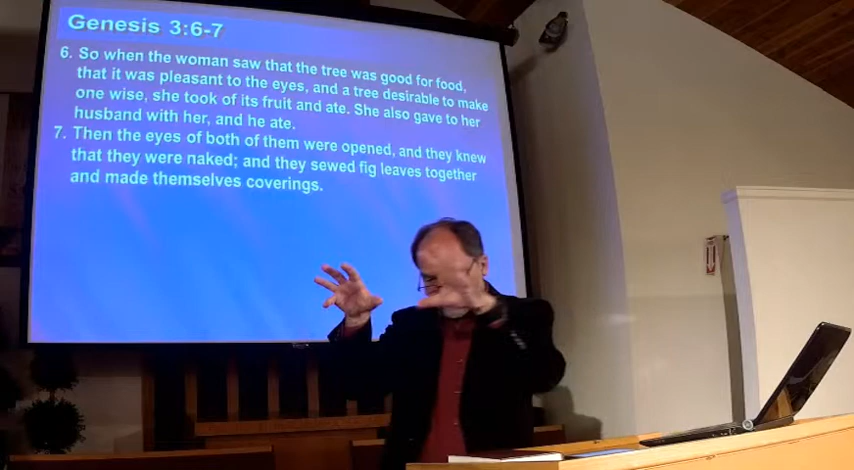 Genesis 3:6-7
6. So when the woman saw that the tree was good for food,
that it was pleasant to the eyes, and a tree desirable to make
one wise, she took of its fruit and ate. She also gave to her
husband with her, and he ate.
7. Then the eyes of both of them were opened, and they knew
that they were naked; and they sewed fig leaves together
and made themselves coverings.